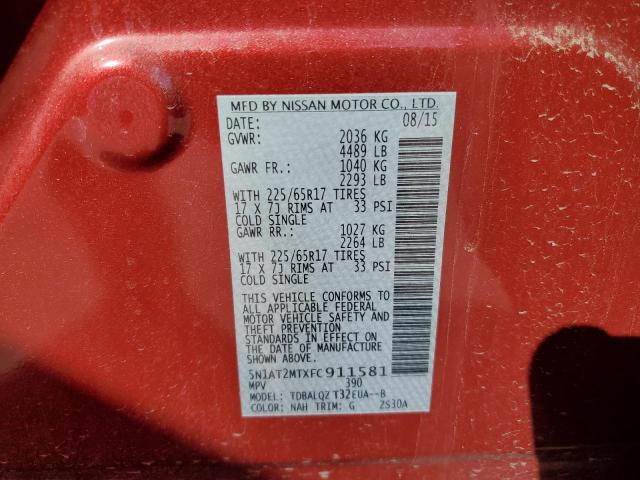 MFD BY NISSAN MOTOR CO., LTD.
DATE: 08/15
GVWR: 2036 KG
4489 LB
GAWR FR: 1040 KG
2293 LB
WITH 225/65R17 TIRES
17 X 7J RIMS AT 33 PSI
COLD SINGLE
GAWR RR: 1027 KG
2264 LB
WITH 225/65R17 TIRES
17 X 7J RIMS AT 33 PSI
COLD SINGLE
THIS VEHICLE CONFORMS TO
ALL APPLICABLE FEDERAL
MOTOR VEHICLE SAFETY AND
THEFT PREVENTION
STANDARDS IN EFFECT ON
THE DATE OF MANUFACTURE
SHOWN ABOVE.
5N1AT2MTXFC911581
MPV 390
MODEL: TDBALQZ T32EUA--B
COLOR: NAH TRIM: G 2S30A